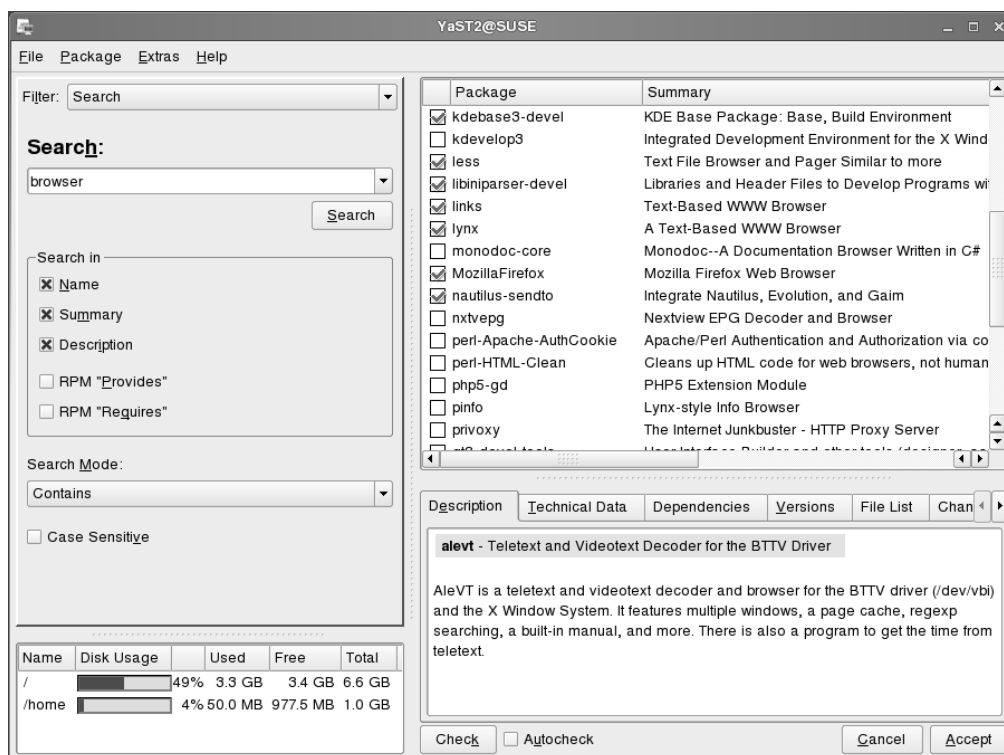 YaST2@SUSE
File Package Extras Help
Filter: Search
Search:
browser
Search
Search in
Name
Summary
Description
RPM "Provides"
RPM "Requires"
Search Mode:
Contains
Case Sensitive
Name Disk Usage Used Free Total
/ 49% 3.3 GB 3.4 GB 6.6 GB
/home 4% 50.0 MB 977.5 MB 1.0 GB
Package Summary
kdebase3-devel KDE Base Package: Base, Build Environment
kdevelop3 Integrated Development Environment for the X Wind
less Text File Browser and Pager Similar to more
libiniparser-devel Libraries and Header Files to Develop Programs wi
links Text-Based WWW Browser
lynx A Text-Based WWW Browser
monodoc-core Monodoc--A Documentation Browser Written in C#
MozillaFirefox Mozilla Firefox Web Browser
nautilus-sendto Integrate Nautilus, Evolution, and Gaim
nxtvepg Nextview EPG Decoder and Browser
perl-Apache-AuthCookie Apache/Perl Authentication and Authorization via co
perl-HTML-Clean Cleans up HTML code for web browsers, not human
php5-gd PHP5 Extension Module
pinfo Lynx-style Info Browser
privoxy The Internet Junkbuster - HTTP Proxy Server
Description Technical Data Dependencies Versions File List Chan
alevt - Teletext and Videotext Decoder for the BTTV Driver
AleVT is a teletext and videotext decoder and browser for the BTTV driver (/dev/vbi)
and the X Window System. It features multiple windows, a page cache, regexp
searching, a built-in manual, and more. There is also a program to get the time from
teletext.
Check Autocheck Cancel Accept